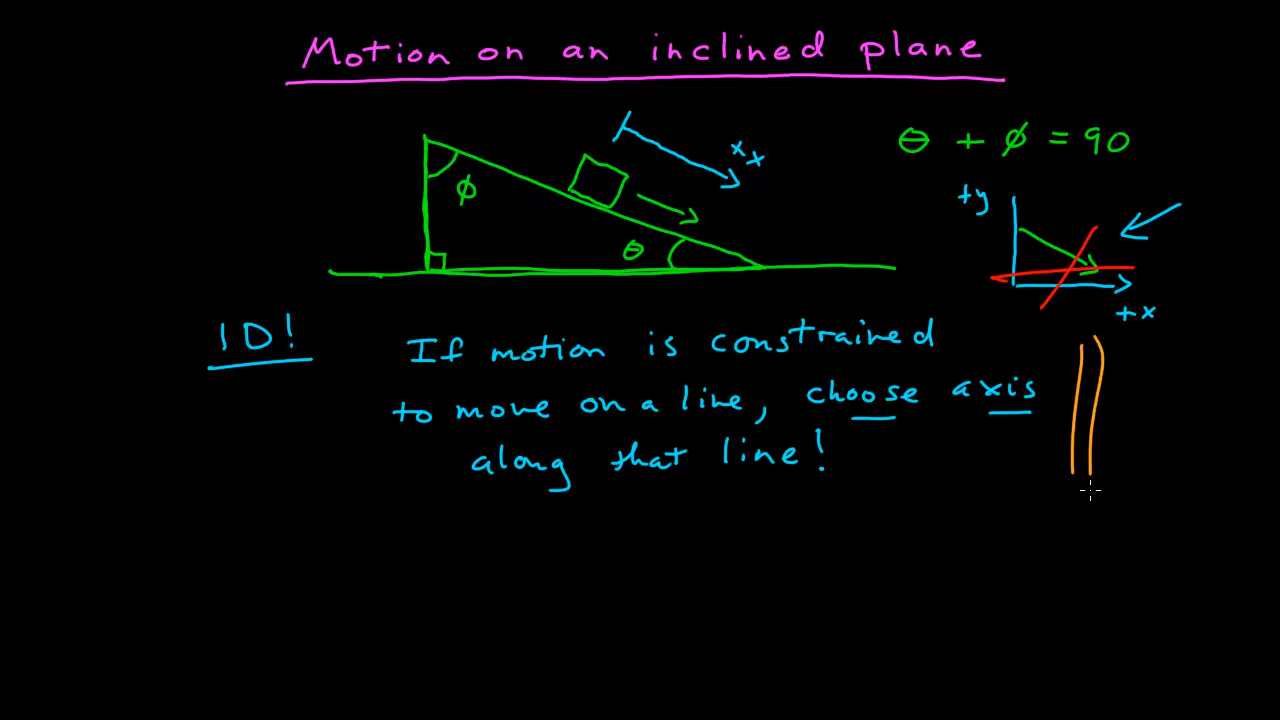 Motion on an inclined plane
θ + φ = 90
x x
φ
θ
+y
+x
1D!
If motion is constrained
to move on a line, choose axis
along that line!